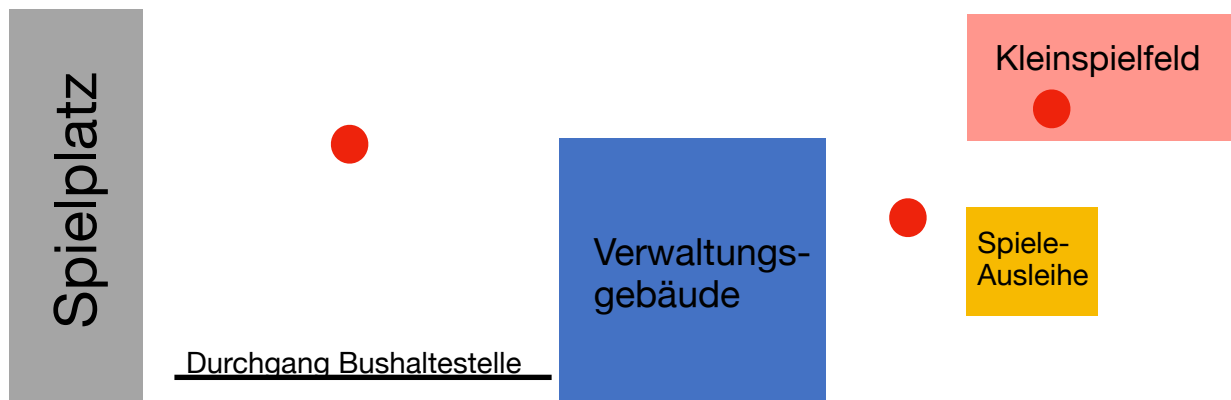 Spielplatz
Durchgang Bushaltestelle
Verwaltungs-
gebäude
Kleinspielfeld
Spiele-
Ausleihe